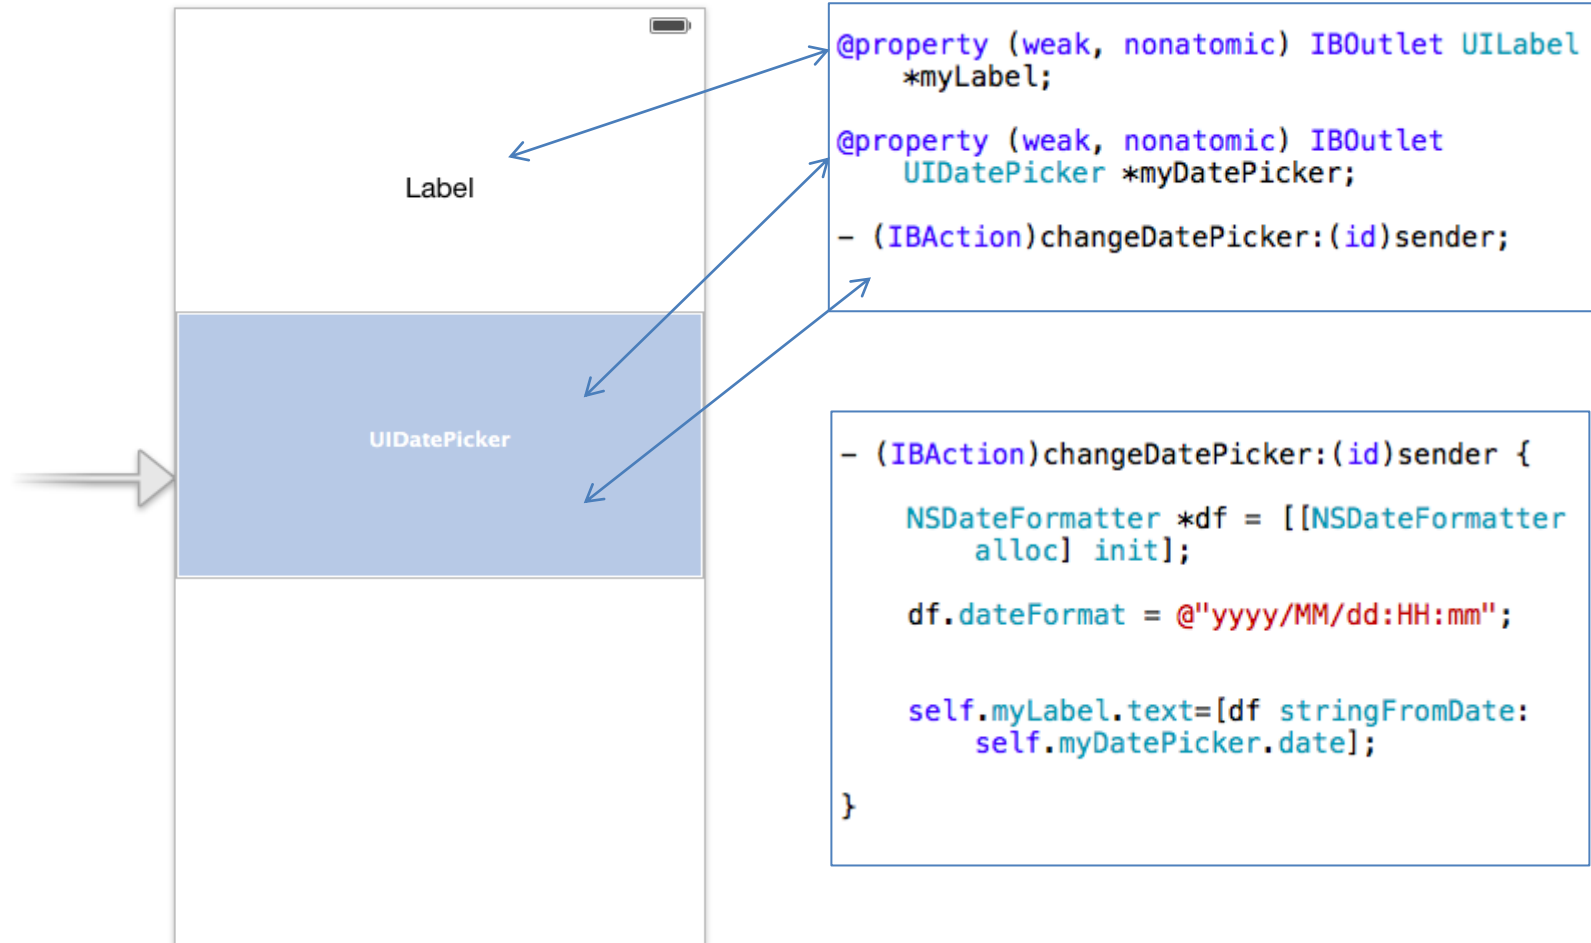 Label
UIDatePicker
@property (weak, nonatomic) IBOutlet UILabel
*myLabel;
@property (weak, nonatomic) IBOutlet
UIDatePicker *myDatePicker;
- (IBAction)changeDatePicker:(id)sender;
- (IBAction)changeDatePicker:(id)sender {
NSDateFormatter *df = [[NSDateFormatter
alloc] init];
df.dateFormat = @"yyyy/MM/dd:HH:mm";
self.myLabel.text=[df stringFromDate:
self.myDatePicker.date];
}